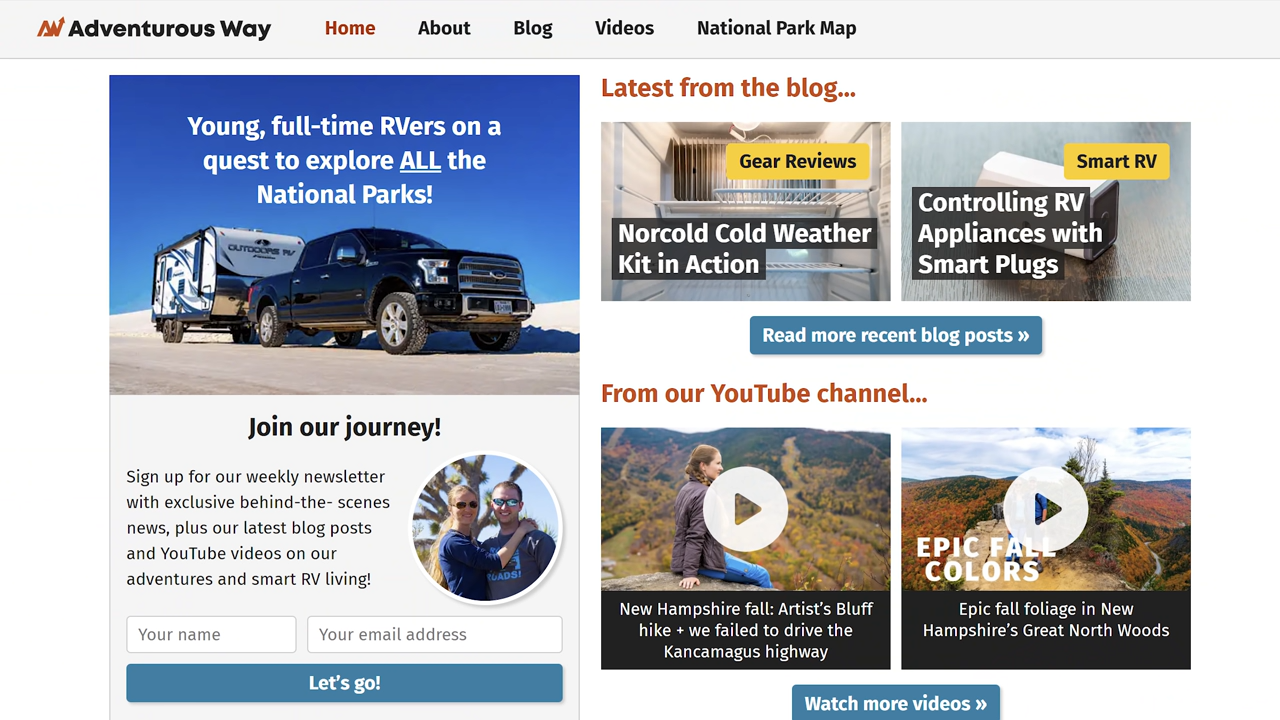 Adventurous Way
Home
About
Blog
Videos
National Park Map
Young, full-time RVers on a
quest to explore ALL the
National Parks!
OUTDOORS RV
Join our journey!
Sign up for our weekly newsletter
with exclusive behind-the- scenes
news, plus our latest blog posts
and YouTube videos on our
adventures and smart RV living!
Your name
Your email address
Let's go!
Latest from the blog...
Gear Reviews
Norcold Cold Weather
Kit in Action
Smart RV
Controlling RV
Appliances with
Smart Plugs
Read more recent blog posts »
From our YouTube channel...
New Hampshire fall: Artist's Bluff
hike + we failed to drive the
Kancamagus highway
EPIC FALL
COLORS
Epic fall foliage in New
Hampshire's Great North Woods
Watch more videos »